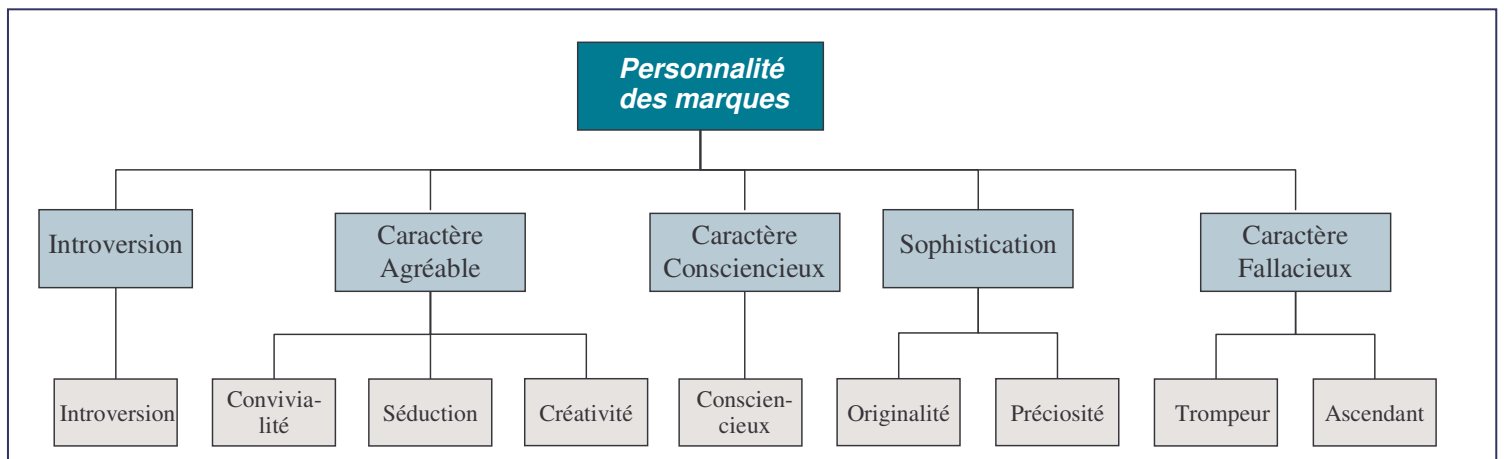 Personnalité
des marques
Introversion
Caractère
Agréable
Caractère
Consciencieux
Sophistication
Caractère
Fallacieux
Introversion
Convivia-
lité
Séduction
Créativité
Conscien-
cieux
Originalité
Préciosité
Trompeur
Ascendant